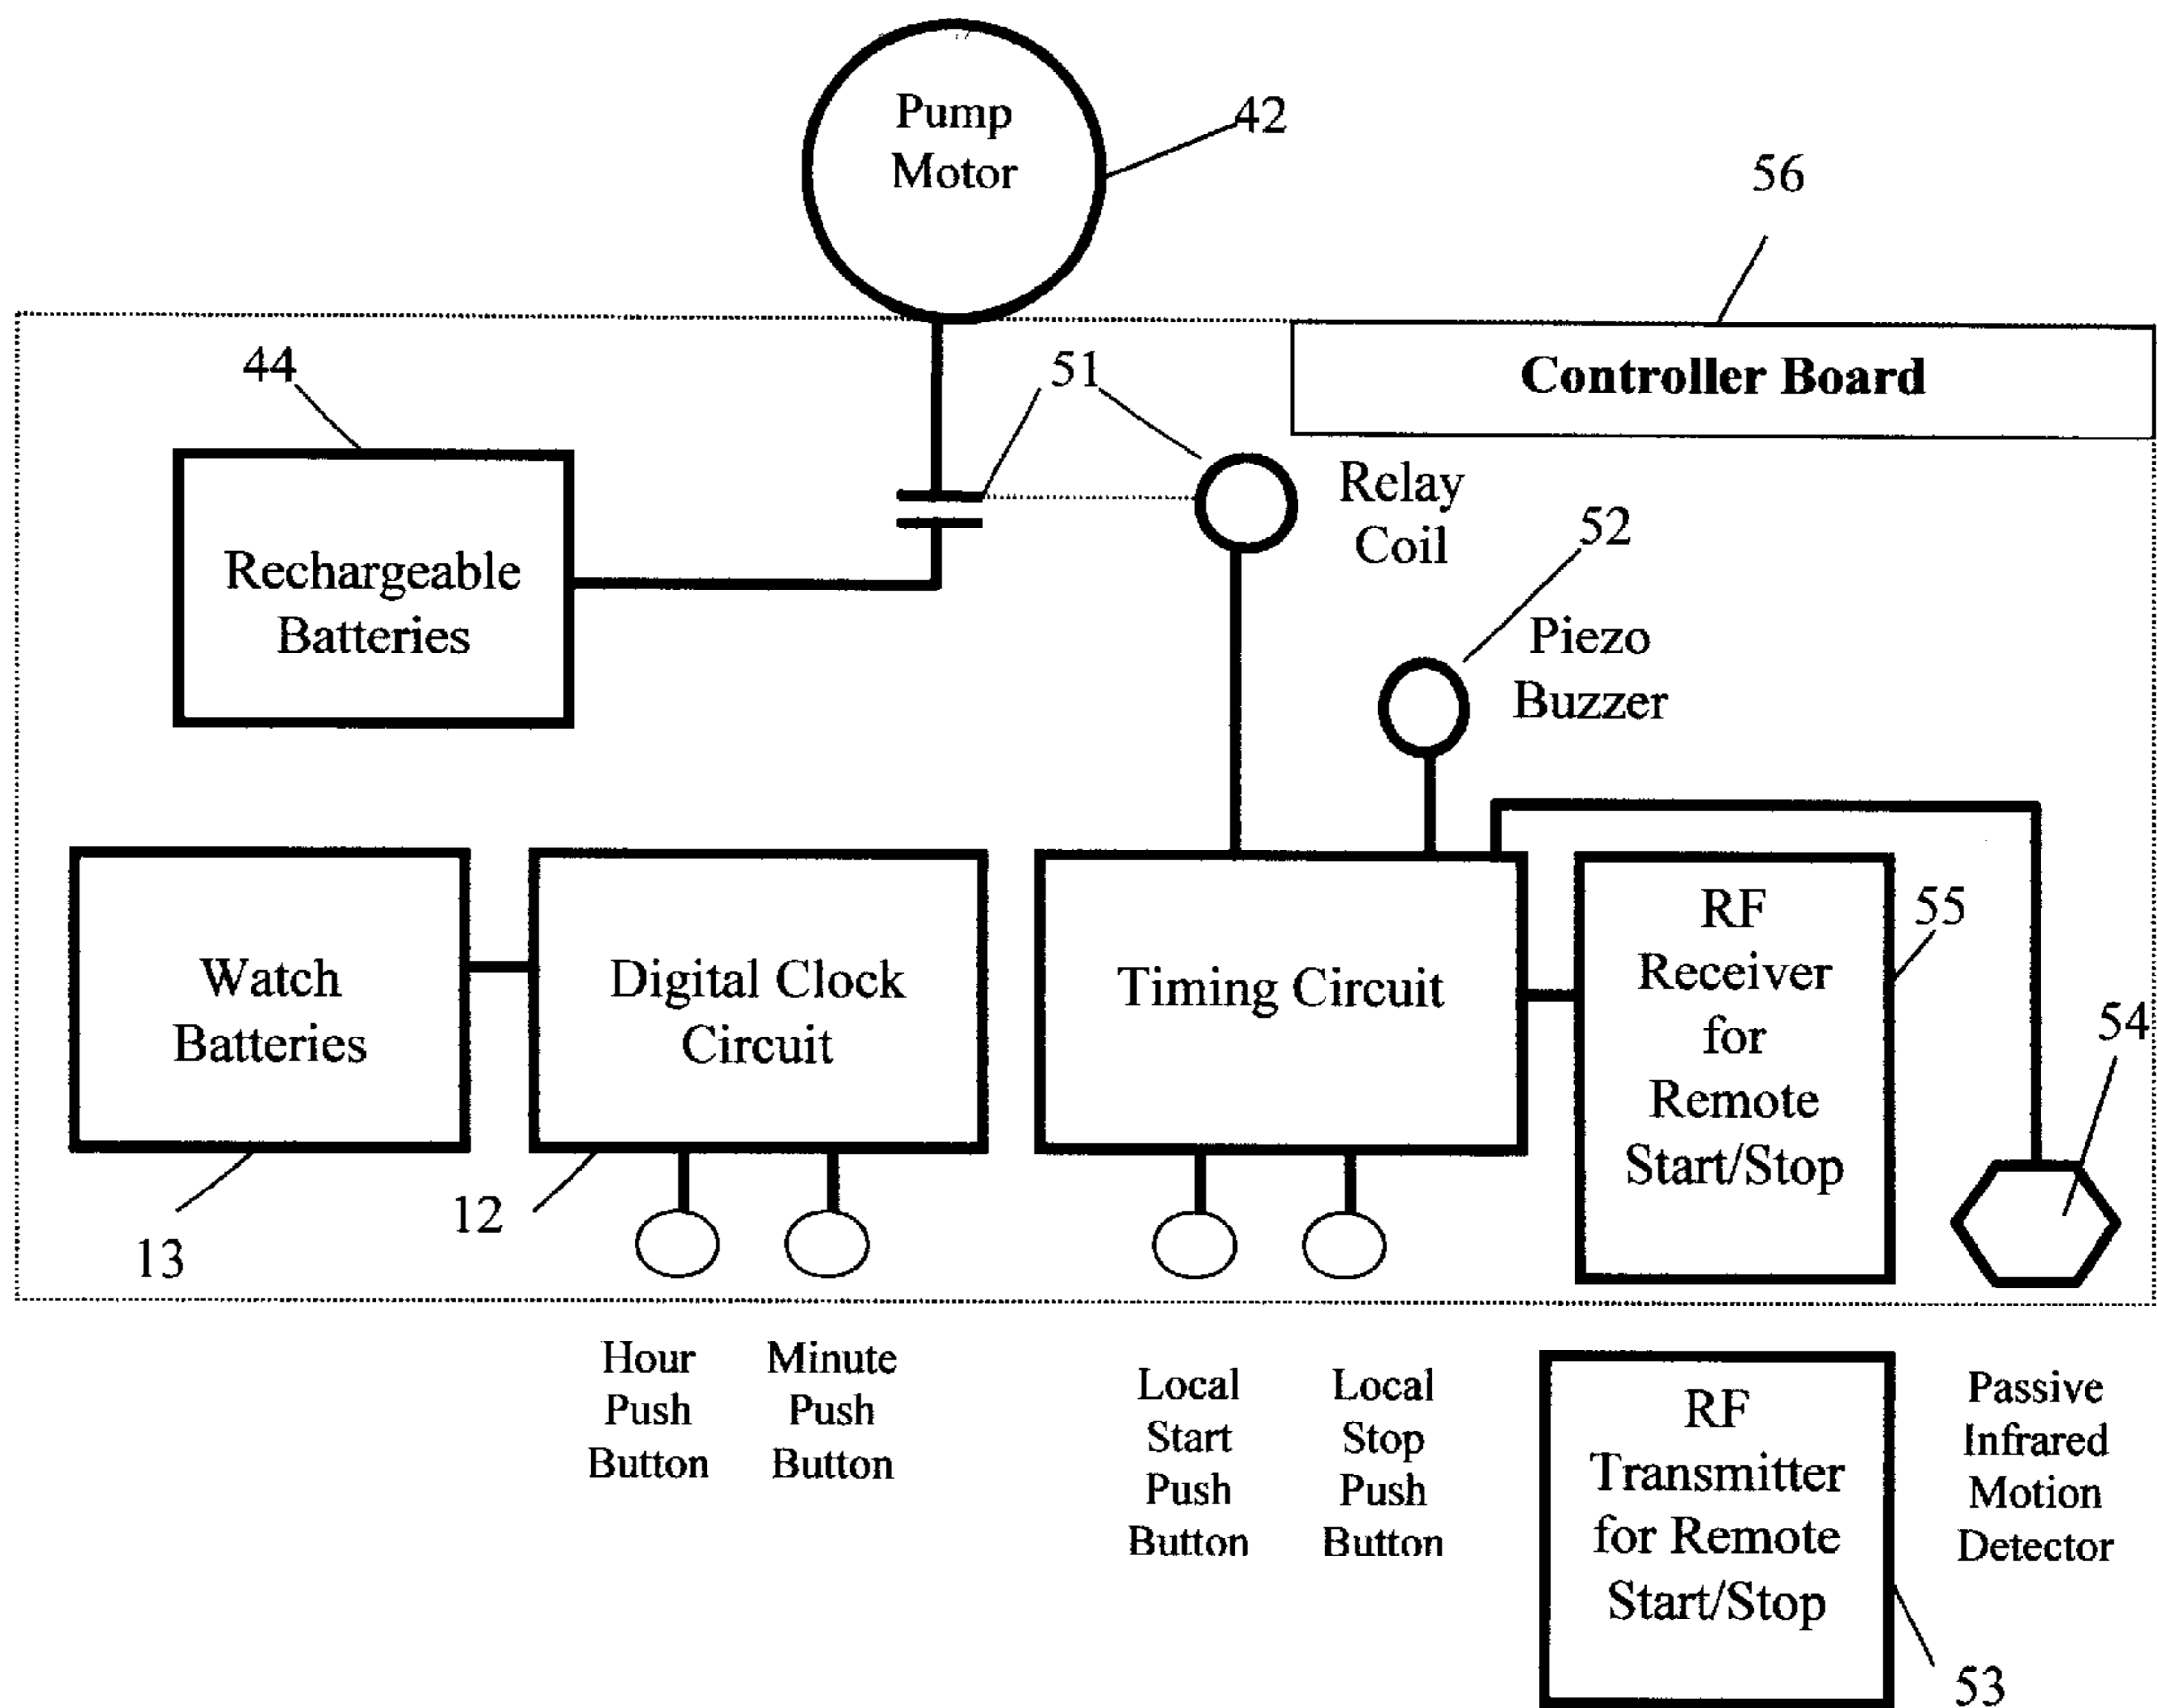 Pump
Motor
42
56
Controller Board
44
51
Relay
Coil
52
Rechargeable
Batteries
Piezo
Buzzer
Watch
Batteries
Digital Clock
Circuit
Timing Circuit
RF
Receiver
for
Remote
Start/Stop
55
54
13
12
Hour
Push
Button
Minute
Push
Button
Local
Start
Push
Button
Local
Stop
Push
Button
RF
Transmitter
for Remote
Start/Stop
Passive
Infrared
Motion
Detector
53